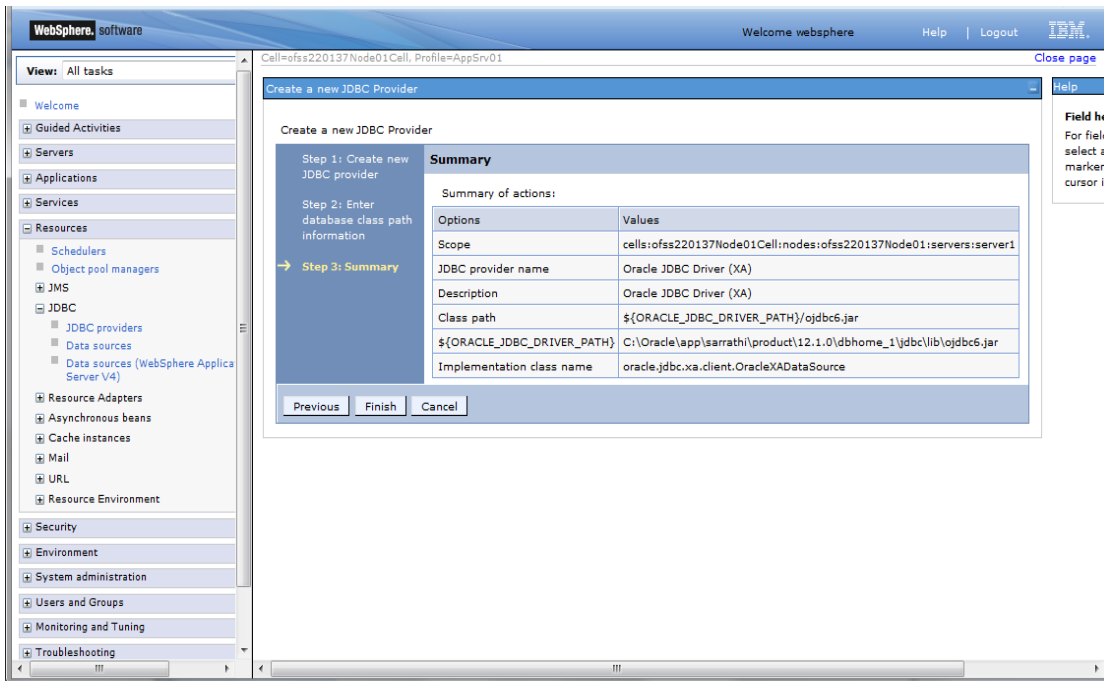 WebSphere. software
Welcome websphere
Help | Logout
IBM.
View: All tasks
Cell=ofss220137Node01Cell, Profile=AppSrv01
Close page
Welcome
Guided Activities
Servers
Applications
Services
Resources
Schedulers
Object pool managers
JMS
JDBC
JDBC providers
Data sources
Data sources (WebSphere Applica
Server V4)
Resource Adapters
Asynchronous beans
Cache instances
Mail
URL
Resource Environment
Security
Environment
System administration
Users and Groups
Monitoring and Tuning
Troubleshooting
Create a new JDBC Provider
Create a new JDBC Provider
Step 1: Create new
JDBC provider
Step 2: Enter
database class path
information
Step 3: Summary
Summary
Summary of actions:
Options Values
Scope cells:ofss220137Node01Cell:nodes:ofss220137Node01:servers:server1
JDBC provider name Oracle JDBC Driver (XA)
Description Oracle JDBC Driver (XA)
Class path ${ORACLE_JDBC_DRIVER_PATH}/ojdbc6.jar
${ORACLE_JDBC_DRIVER_PATH} C:\Oracle\app\sarrathi\product\12.1.0\dbhome_1\jdbc\lib\ojdbc6.jar
Implementation class name oracle.jdbc.xa.client.OracleXADataSource
Previous Finish Cancel
Help
Field he
For fiel
select a
marker
cursor i